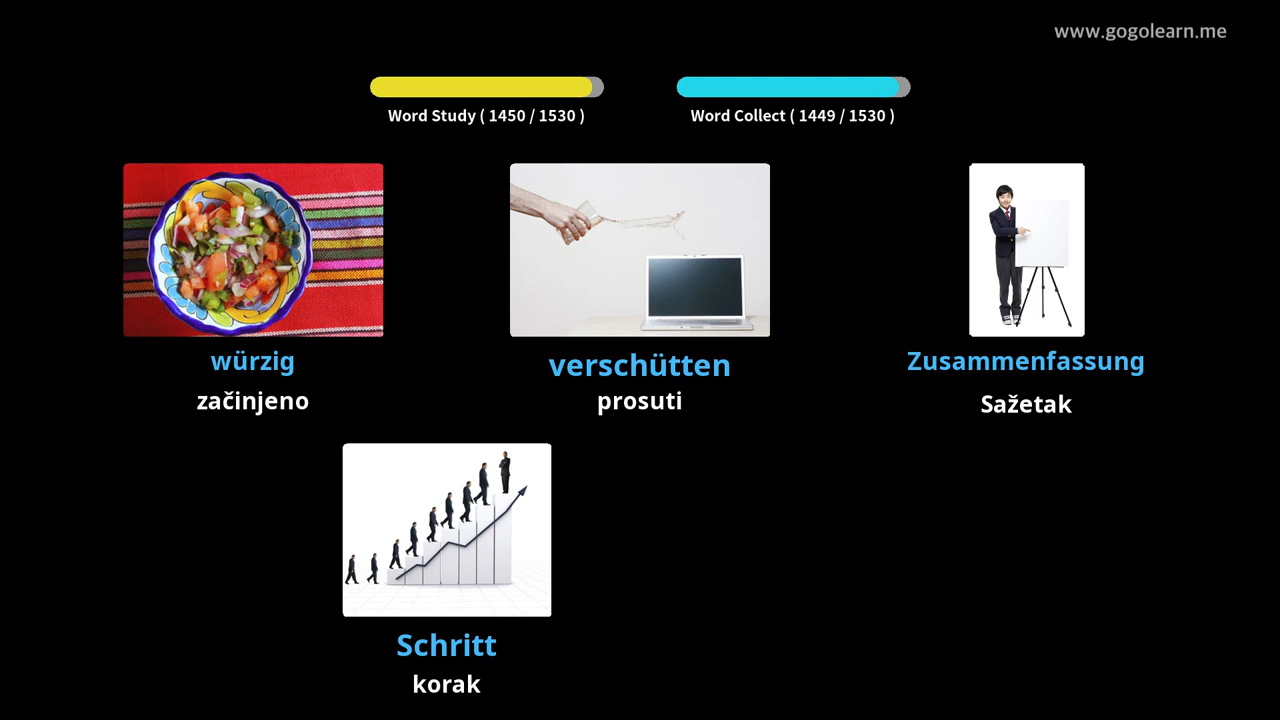 www.gogolearn.me
Word Study ( 1450 / 1530 )
Word Collect ( 1449 / 1530 )
würzig
začinjeno
verschütten
prosuti
Zusammenfassung
Sažetak
Schritt
korak